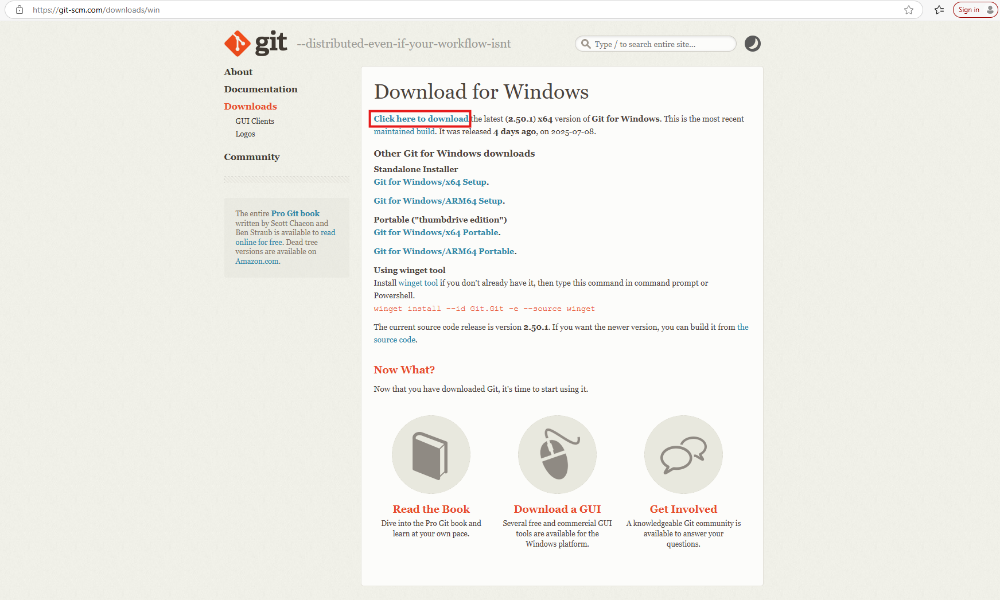 https://git-scm.com/downloads/win
Sign in
git
--distributed-even-if-your-workflow-isnt
Type / to search entire site...
About
Documentation
Downloads
GUI Clients
Logos
Community
The entire Pro Git book
written by Scott Chacon and
Ben Straub is available to read
online for free. Dead tree
versions are available on
Amazon.com.
Download for Windows
Click here to download the latest (2.50.1) x64 version of Git for Windows. This is the most recent
maintained build. It was released 4 days ago, on 2025-07-08.
Other Git for Windows downloads
Standalone Installer
Git for Windows/x64 Setup.
Git for Windows/ARM64 Setup.
Portable ("thumbdrive edition")
Git for Windows/x64 Portable.
Git for Windows/ARM64 Portable.
Using winget tool
Install winget tool if you don't already have it, then type this command in command prompt or
Powershell.
winget install --id Git.Git -e --source winget
The current source code release is version 2.50.1. If you want the newer version, you can build it from the
source code.
Now What?
Now that you have downloaded Git, it's time to start using it.
Read the Book
Dive into the Pro Git book and
learn at your own pace.
Download a GUI
Several free and commercial GUI
tools are available for the
Windows platform.
Get Involved
A knowledgeable Git community is
available to answer your
questions.